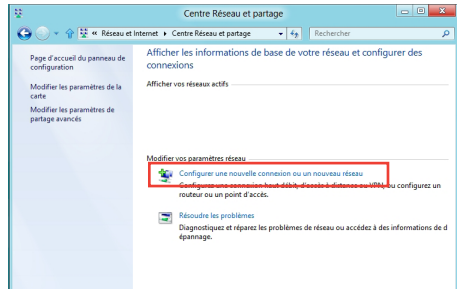 Centre Réseau et partage
« Réseau et Internet ▸ Centre Réseau et partage
Rechercher
Page d'accueil du panneau de
configuration
Modifier les paramètres de la
carte
Modifier les paramètres de
partage avancés
Afficher les informations de base de votre réseau et configurer des
connexions
Afficher vos réseaux actifs
Modifier vos paramètres réseau
Configurer une nouvelle connexion ou un nouveau réseau
Configurez une connexion haut débit, d'accès à distance ou VPN, ou configurez un
routeur ou un point d'accès.
Résoudre les problèmes
Diagnostiquez et réparez les problèmes de réseau ou accédez à des informations de d
épannage.